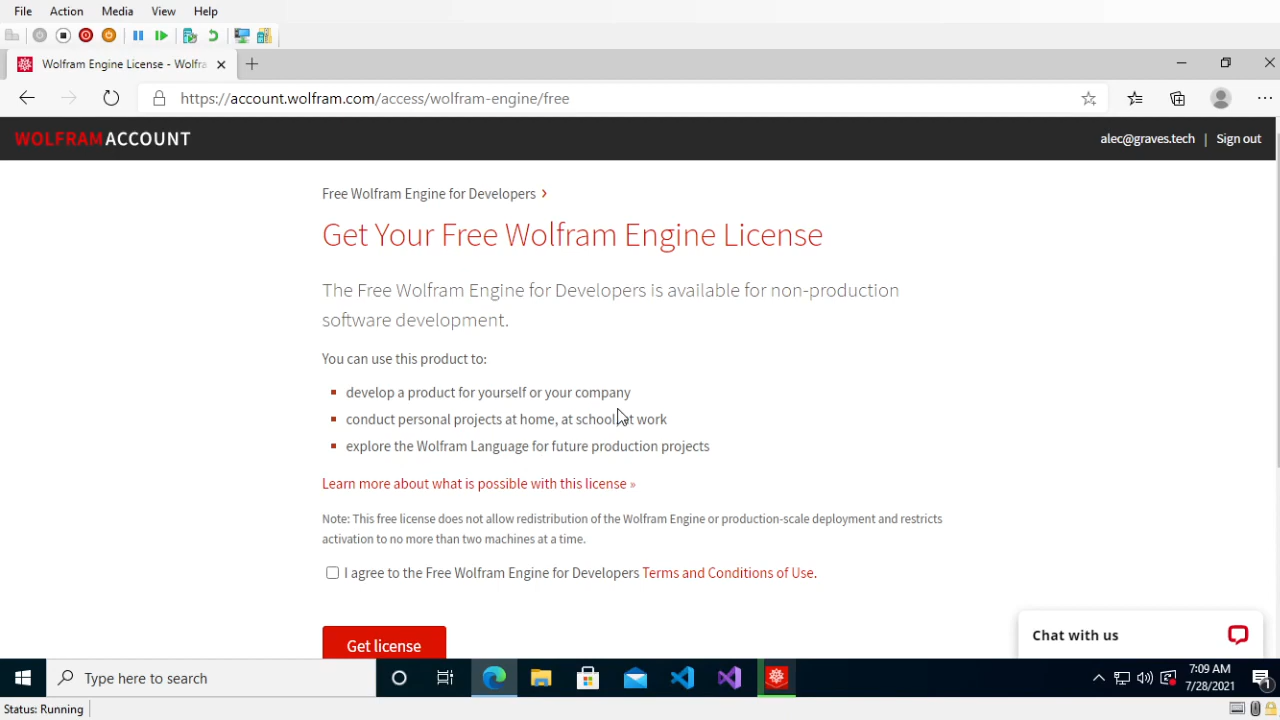 File Action Media View Help
Wolfram Engine License - Wolfra
https://account.wolfram.com/access/wolfram-engine/free
WOLFRAM ACCOUNT
alec@graves.tech | Sign out
Free Wolfram Engine for Developers ›
Get Your Free Wolfram Engine License
The Free Wolfram Engine for Developers is available for non-production
software development.
You can use this product to:
develop a product for yourself or your company
conduct personal projects at home, at school, at work
explore the Wolfram Language for future production projects
Learn more about what is possible with this license »
Note: This free license does not allow redistribution of the Wolfram Engine or production-scale deployment and restricts
activation to no more than two machines at a time.
I agree to the Free Wolfram Engine for Developers Terms and Conditions of Use.
Get license
Chat with us
Type here to search
7:09 AM
7/28/2021
1
Status: Running